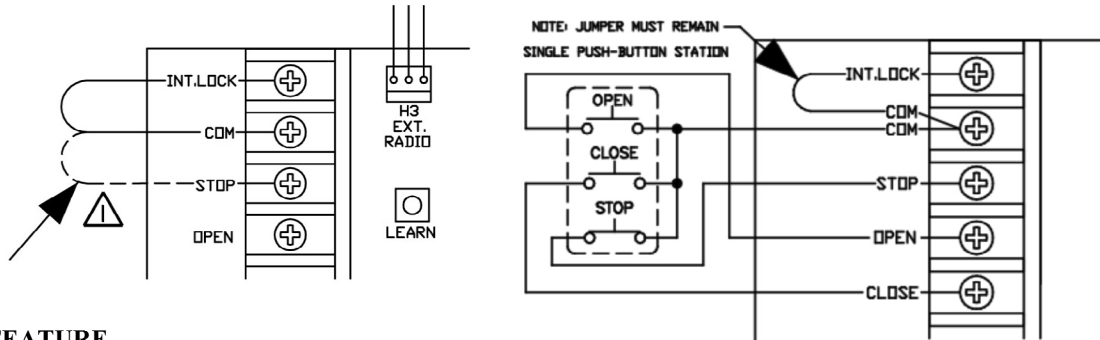 INT.LOCK
COM
STOP
OPEN
H3
EXT.
RADIO
LEARN
NOTE: JUMPER MUST REMAIN
SINGLE PUSH-BUTTON STATION
OPEN
CLOSE
STOP
INT.LOCK
COM
COM
STOP
OPEN
CLOSE